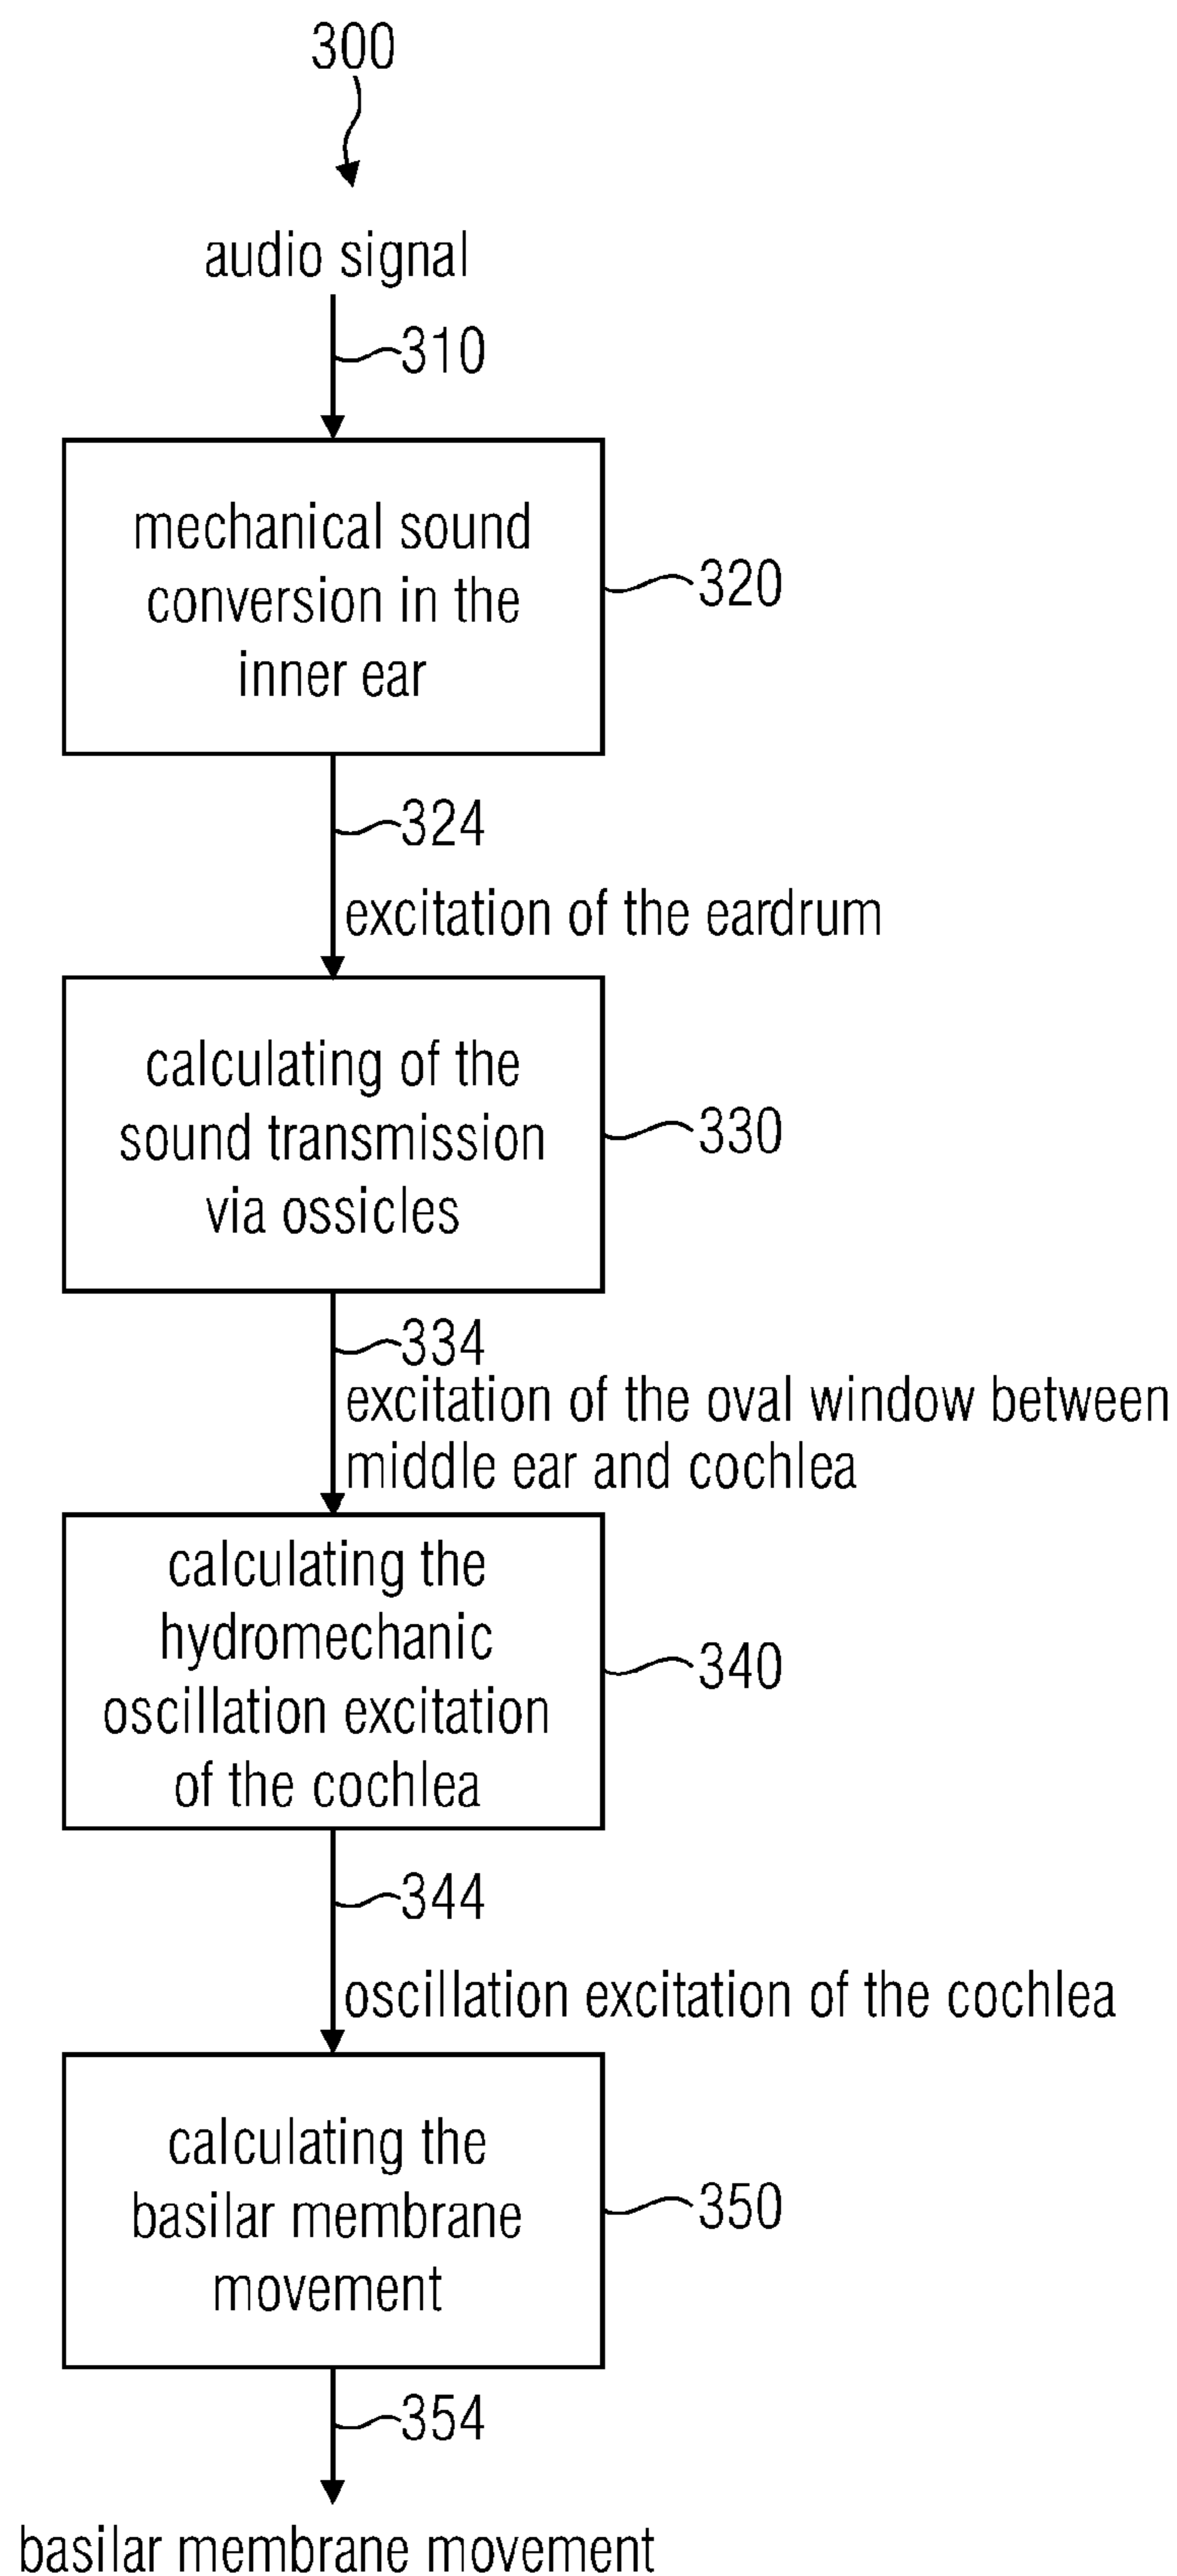 300
audio signal
310
mechanical sound
conversion in the
inner ear
320
324
excitation of the eardrum
calculating of the
sound transmission
via ossicles
330
334
excitation of the oval window between
middle ear and cochlea
calculating the
hydromechanic
oscillation excitation
of the cochlea
340
344
oscillation excitation of the cochlea
calculating the
basilar membrane
movement
350
354
basilar membrane movement